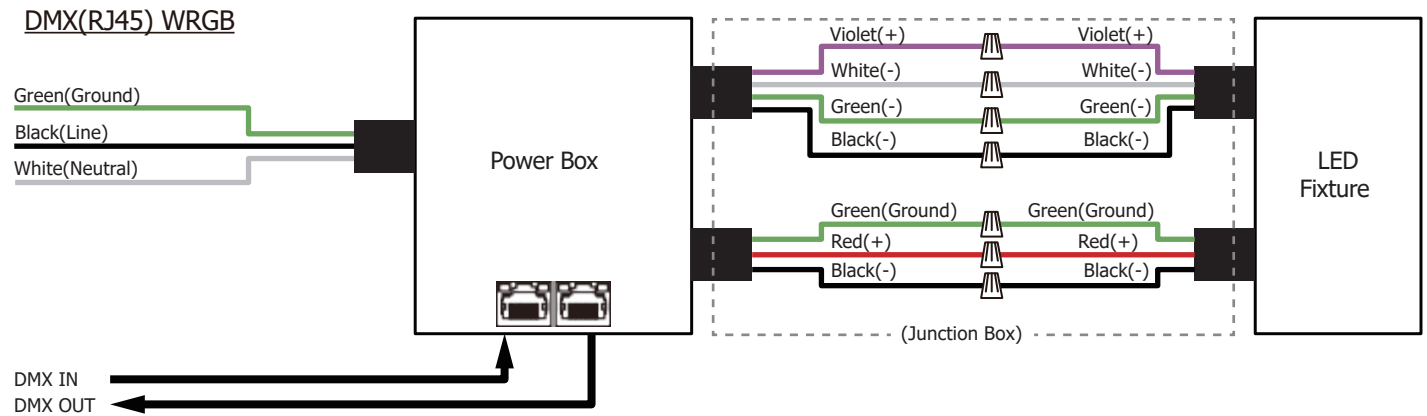 DMX(RJ45) WRGB
Violet(+) Violet(+)
White(-) White(-)
Green(Ground)
Green(-) Green(-)
Black(Line)
Black(-) Black(-)
White(Neutral)
Power Box
LED
Fixture
Green(Ground) Green(Ground)
Red(+) Red(+)
Black(-) Black(-)
(Junction Box)
DMX IN
DMX OUT